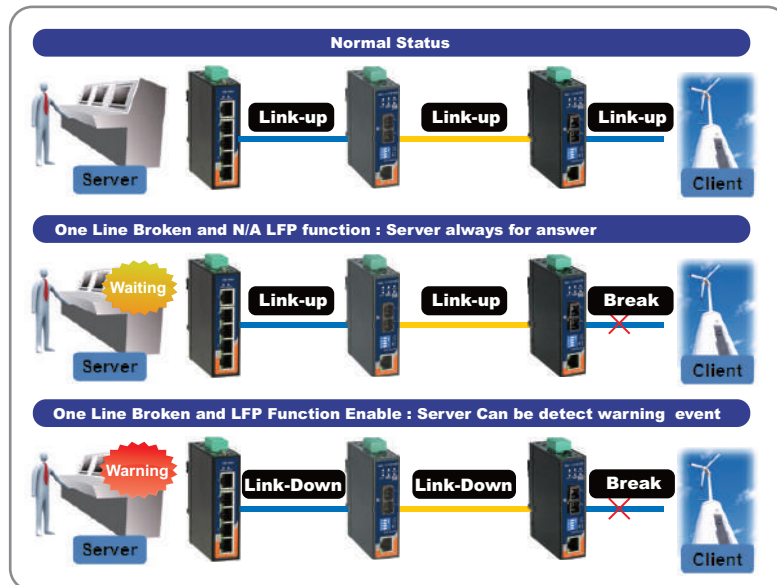 Normal Status
Link-up
Link-up
Link-up
Server
Client
One Line Broken and N/A LFP function : Server always for answer
Waiting
Link-up
Link-up
Break
Server
Client
One Line Broken and LFP Function Enable : Server Can be detect warning event
Warning
Link-Down
Link-Down
Break
Server
Client